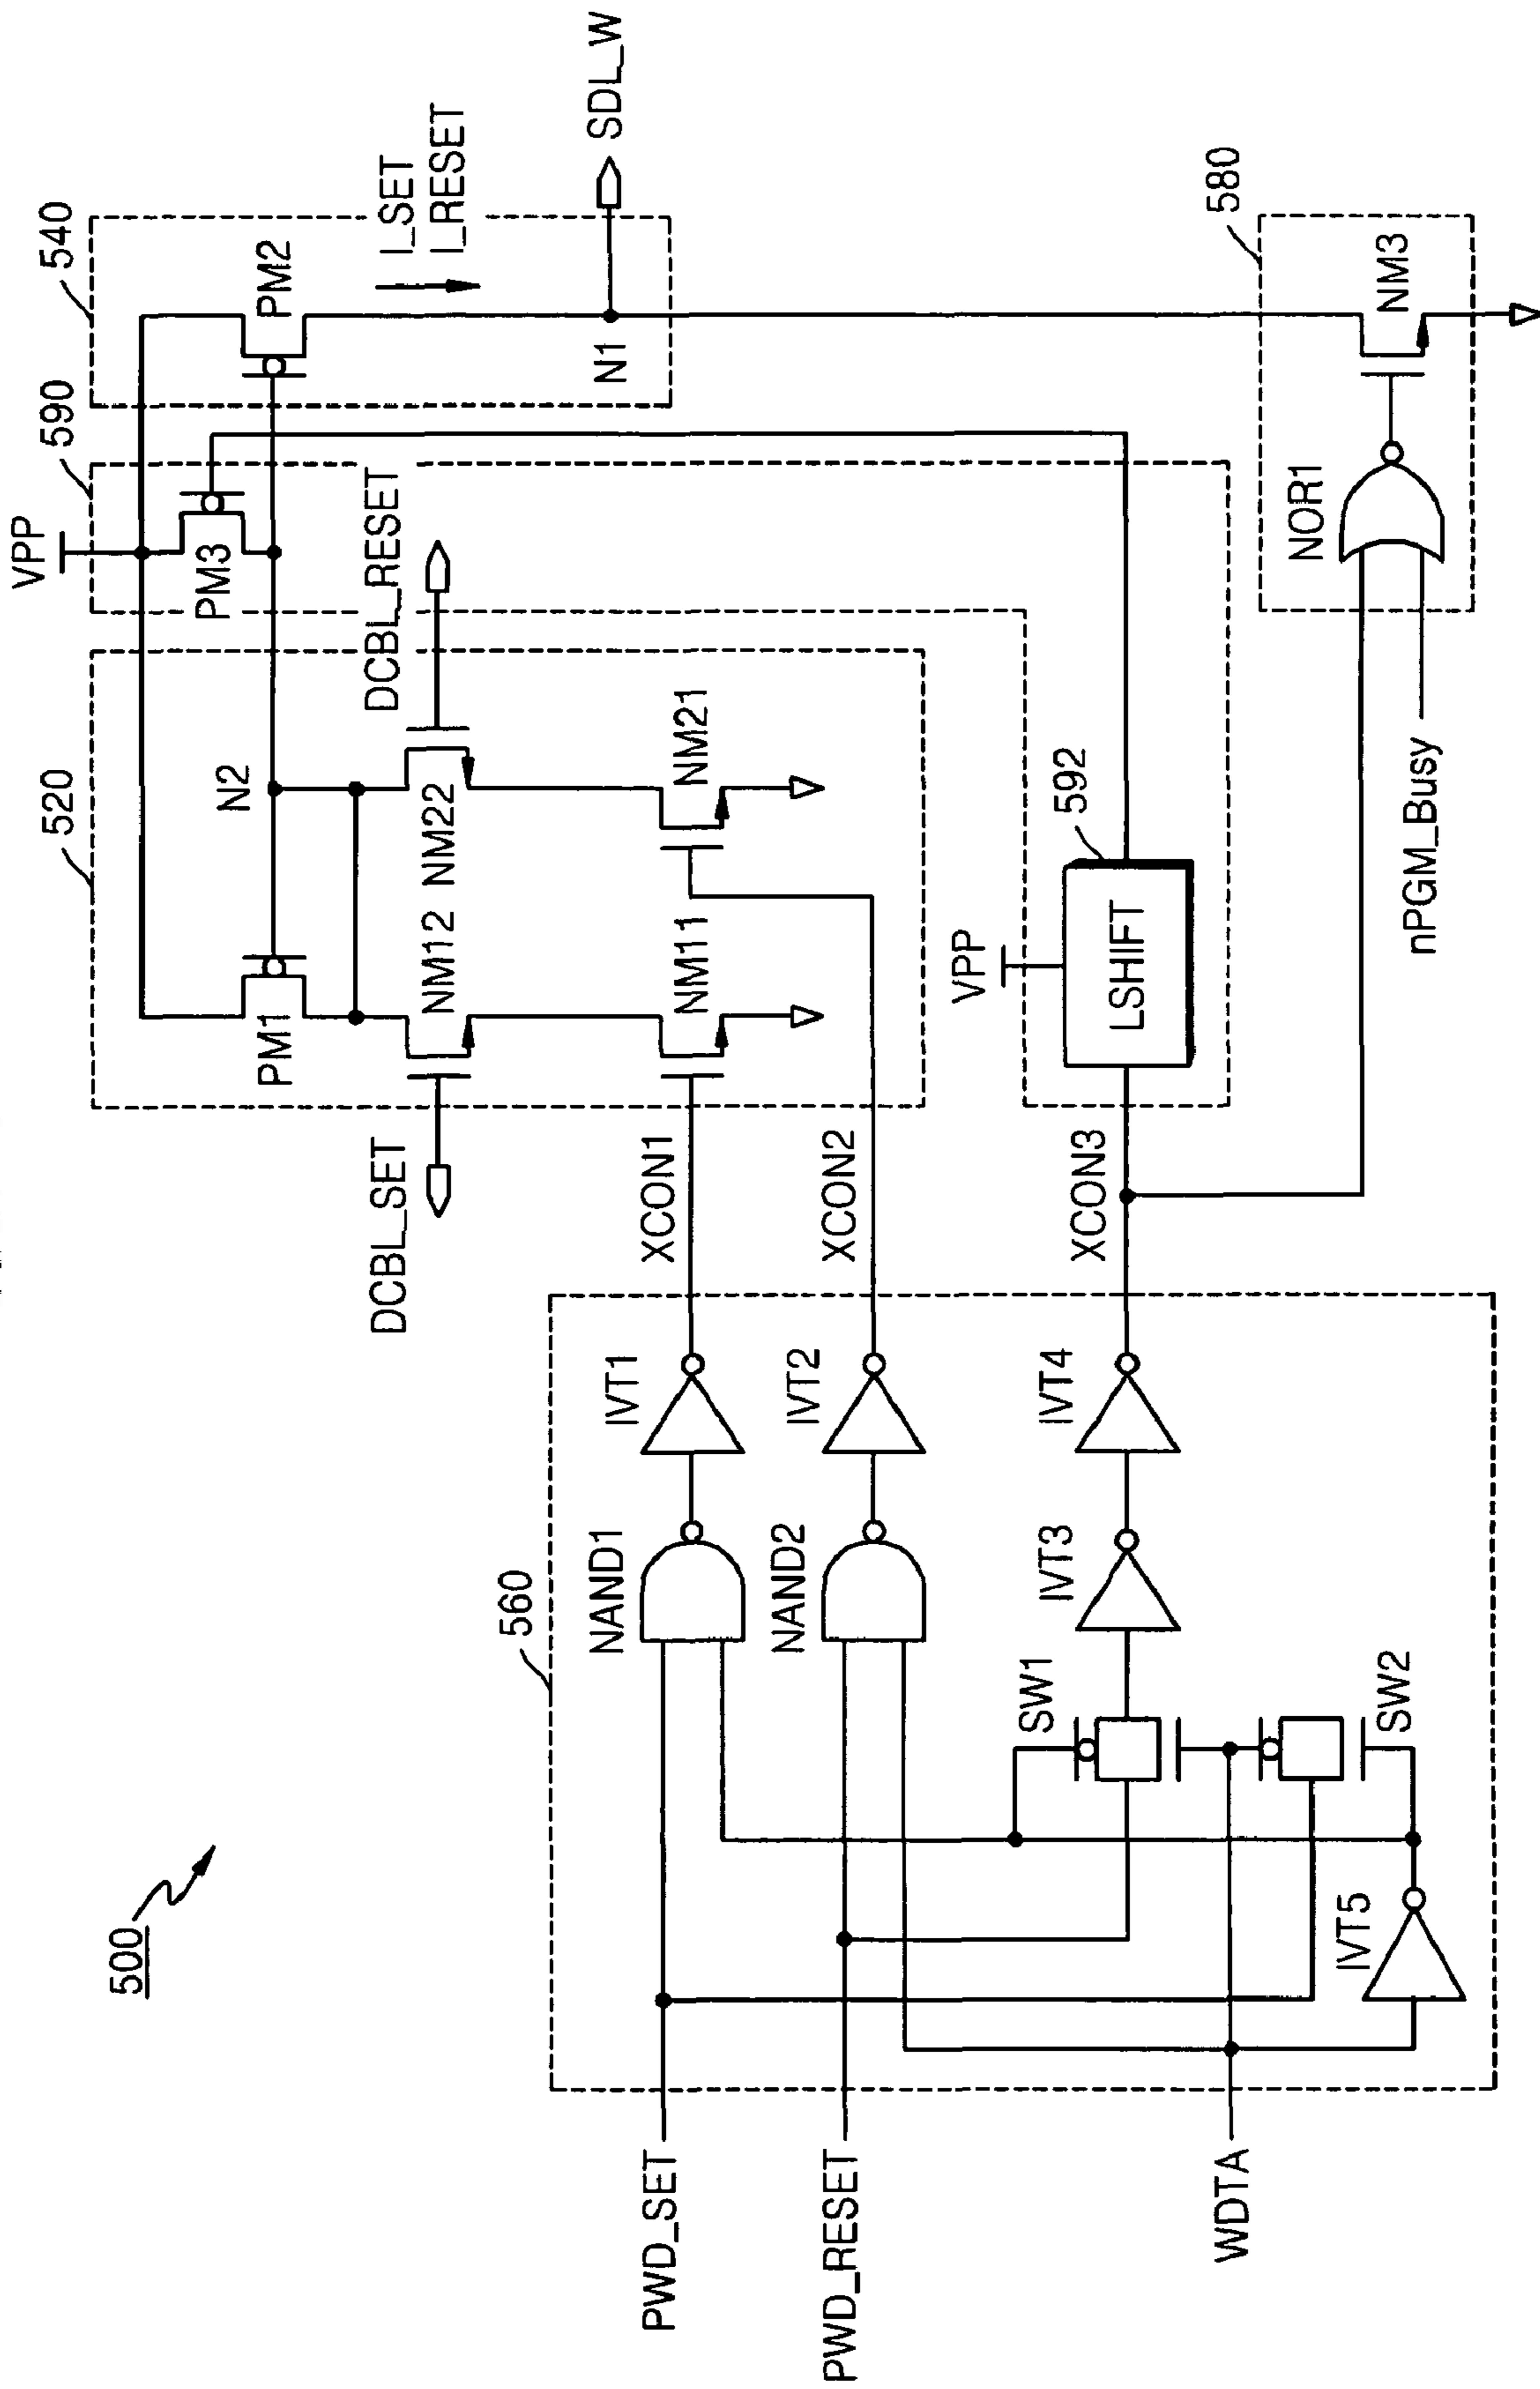 500
VPP
590
540
PM2
I_SET
I_RESET
N1
SDL_W
PM3
DCBL_RESET
520
N2
PM1
NM12
NM22
NM11
NM21
DCBL_SET
XCON1
XCON2
XCON3
VPP
LSHIFT
592
580
NM3
NOR1
nPGM_Busy
560
NAND1
IVT1
NAND2
IVT2
SW1
IVT3
IVT4
SW2
IVT5
PWD_SET
PWD_RESET
WDTA